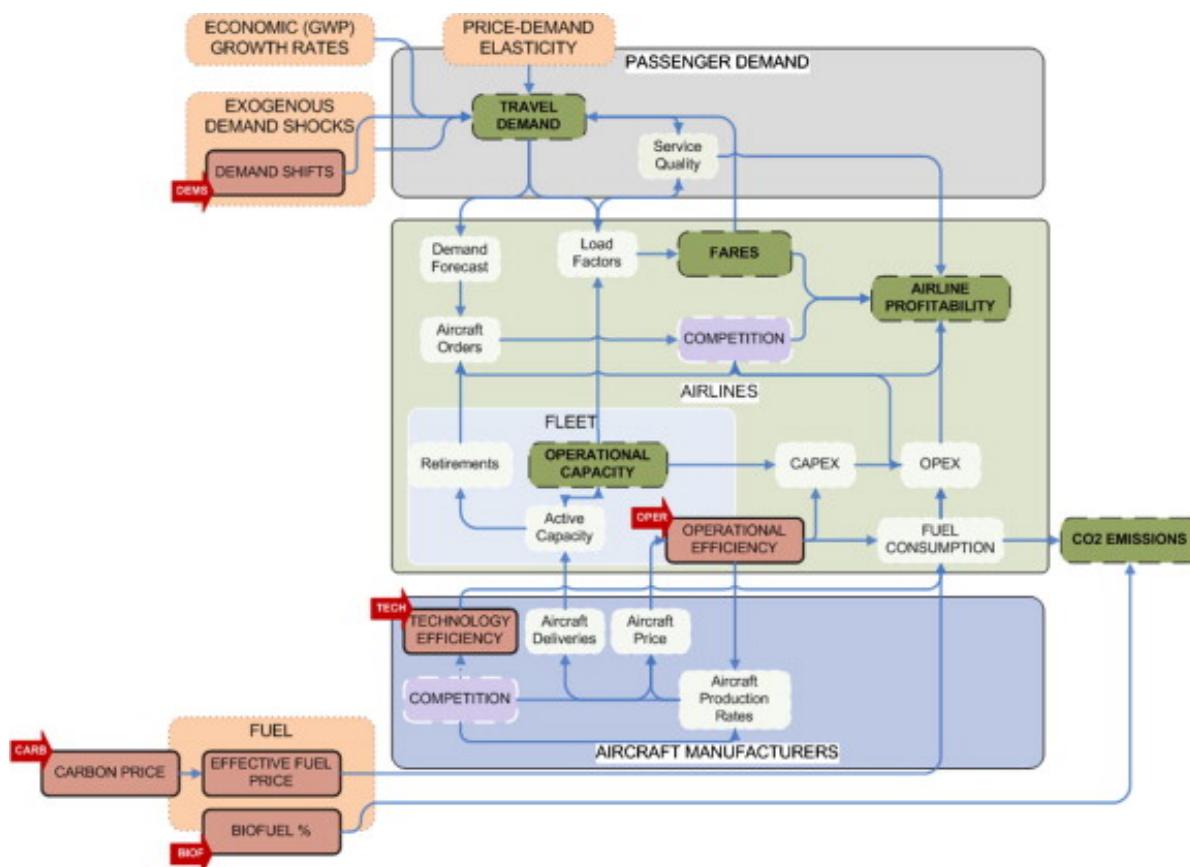 ECONOMIC (GWP)
GROWTH RATES
PRICE-DEMAND
ELASTICITY
PASSENGER DEMAND
EXOGENOUS
DEMAND SHOCKS
TRAVEL
DEMAND
Service
Quality
DEMAND SHIFTS
DEMS
Demand
Forecast
Load
Factors
FARES
AIRLINE
PROFITABILITY
Aircraft
Orders
COMPETITION
AIRLINES
FLEET
Retirements
OPERATIONAL
CAPACITY
CAPEX
OPEX
Active
Capacity
OPER
OPERATIONAL
EFFICIENCY
FUEL
CONSUMPTION
CO2 EMISSIONS
TECH
TECHNOLOGY
EFFICIENCY
Aircraft
Deliveries
Aircraft
Price
COMPETITION
Aircraft
Production
Rates
AIRCRAFT MANUFACTURERS
FUEL
CARB
CARBON PRICE
EFFECTIVE FUEL
PRICE
BIOFUEL %
BIOF